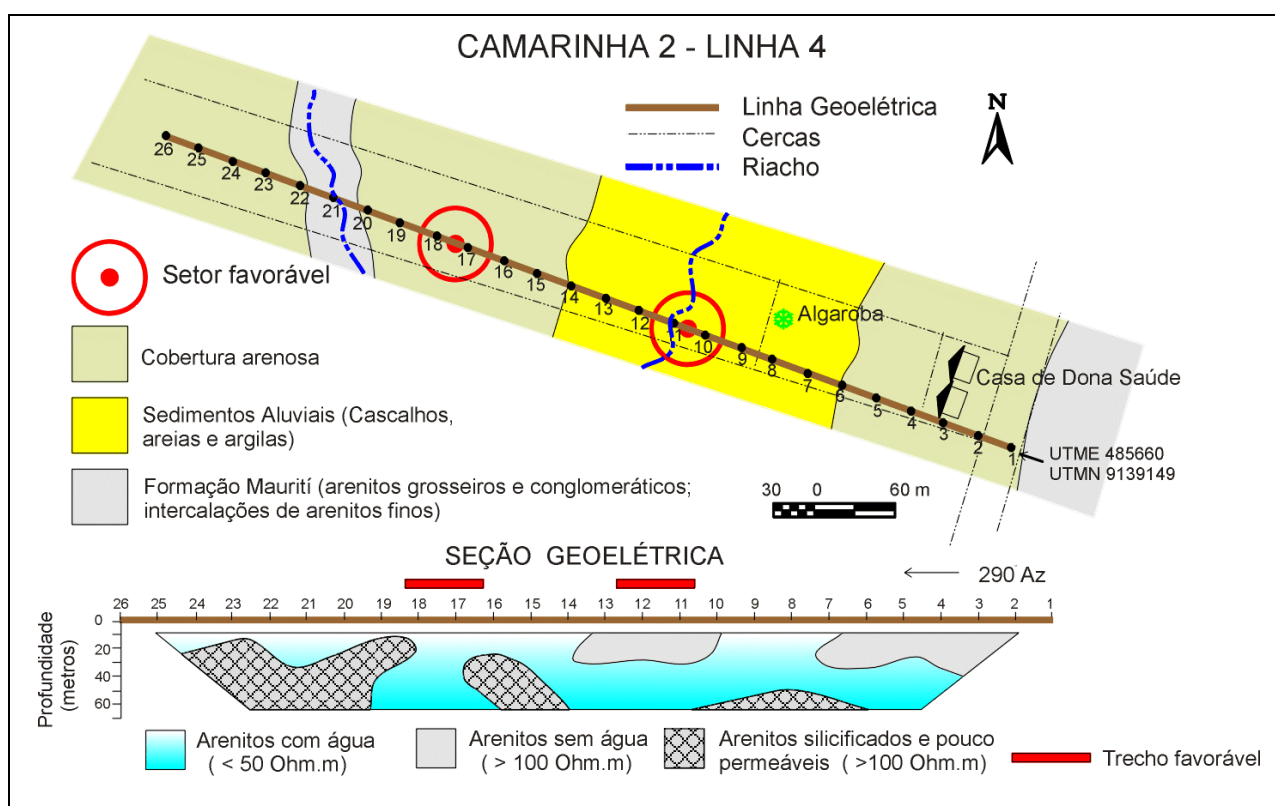 CAMARINHA 2 - LINHA 4
Linha Geoelétrica
Cercas
Riacho
N
26
25
24
23
22
21
20
19
18
17
16
15
14
13
12
11
10
9
8
7
6
5
4
3
2
1
Setor favorável
Algaroba
Casa de Dona Saúde
UTME 485660
UTMN 9139149
Cobertura arenosa
Sedimentos Aluviais (Cascalhos,
areias e argilas)
Formação Maurití (arenitos grosseiros e conglomeráticos;
intercalações de arenitos finos)
30 0 60 m
SEÇÃO GEOELÉTRICA
290 Az
26 25 24 23 22 21 20 19 18 17 16 15 14 13 12 11 10 9 8 7 6 5 4 3 2 1
Profundidade
(metros)
0
20
40
60
Arenitos com água
( < 50 Ohm.m)
Arenitos sem água
( > 100 Ohm.m)
Arenitos silicificados e pouco
permeáveis ( >100 Ohm.m)
Trecho favorável